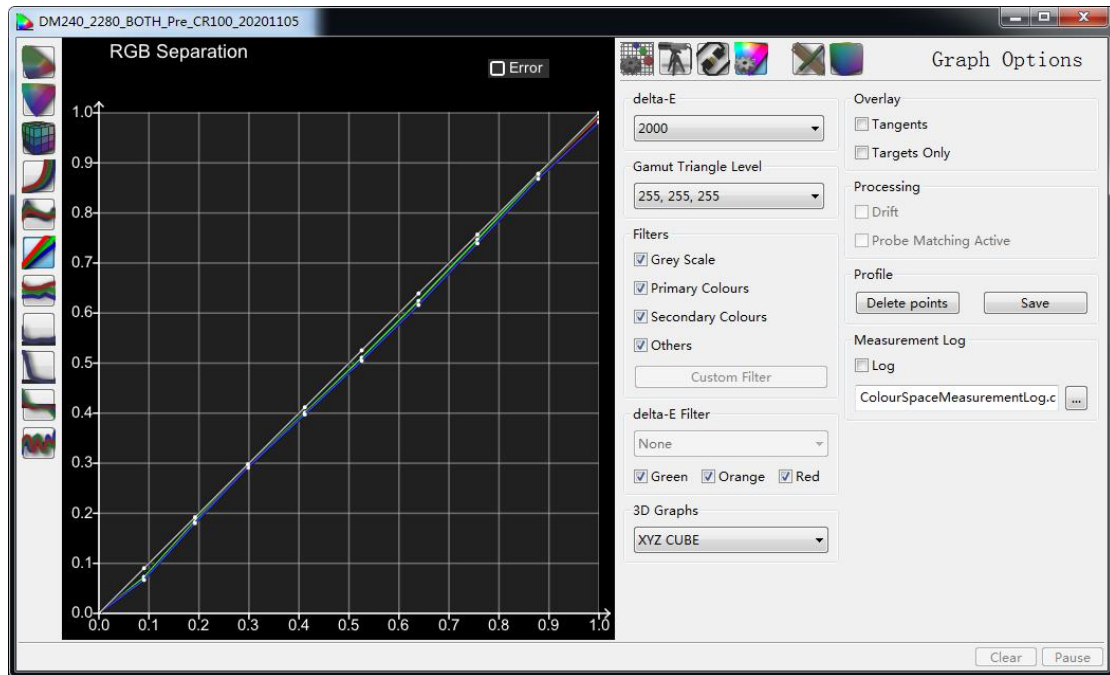 DM240_2280_BOTH_Pre_CR100_20201105
RGB Separation
Error
1.0
0.9
0.8
0.7
0.6
0.5
0.4
0.3
0.2
0.1
0.0
0.0 0.1 0.2 0.3 0.4 0.5 0.6 0.7 0.8 0.9 1.0
Graph Options
delta-E
2000
Gamut Triangle Level
255, 255, 255
Filters
Grey Scale
Primary Colours
Secondary Colours
Others
Custom Filter
delta-E Filter
None
Green Orange Red
3D Graphs
XYZ CUBE
Overlay
Tangents
Targets Only
Processing
Drift
Probe Matching Active
Profile
Delete points Save
Measurement Log
Log
ColourSpaceMeasurementLog.c ...
Clear Pause